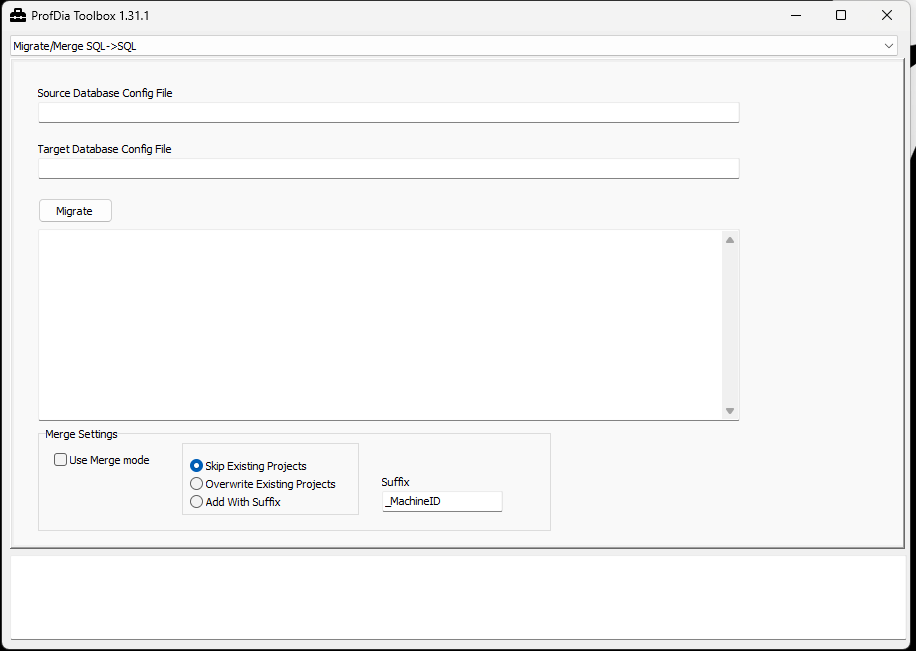 ProfDia Toolbox 1.31.1
Migrate/Merge SQL->SQL
Source Database Config File
Target Database Config File
Migrate
Merge Settings
Use Merge mode
Skip Existing Projects
Overwrite Existing Projects
Add With Suffix
Suffix
_MachineID